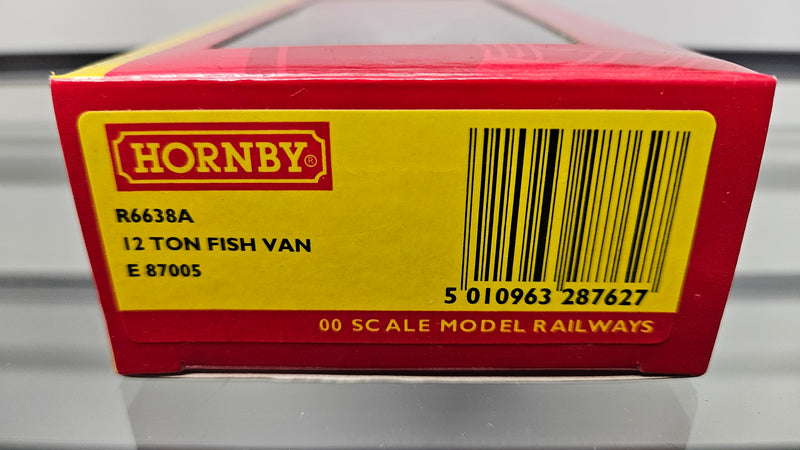 HORNBY®
R6638A
12 TON FISH VAN
E 87005
5 010963 287627
00 SCALE MODEL RAILWAYS